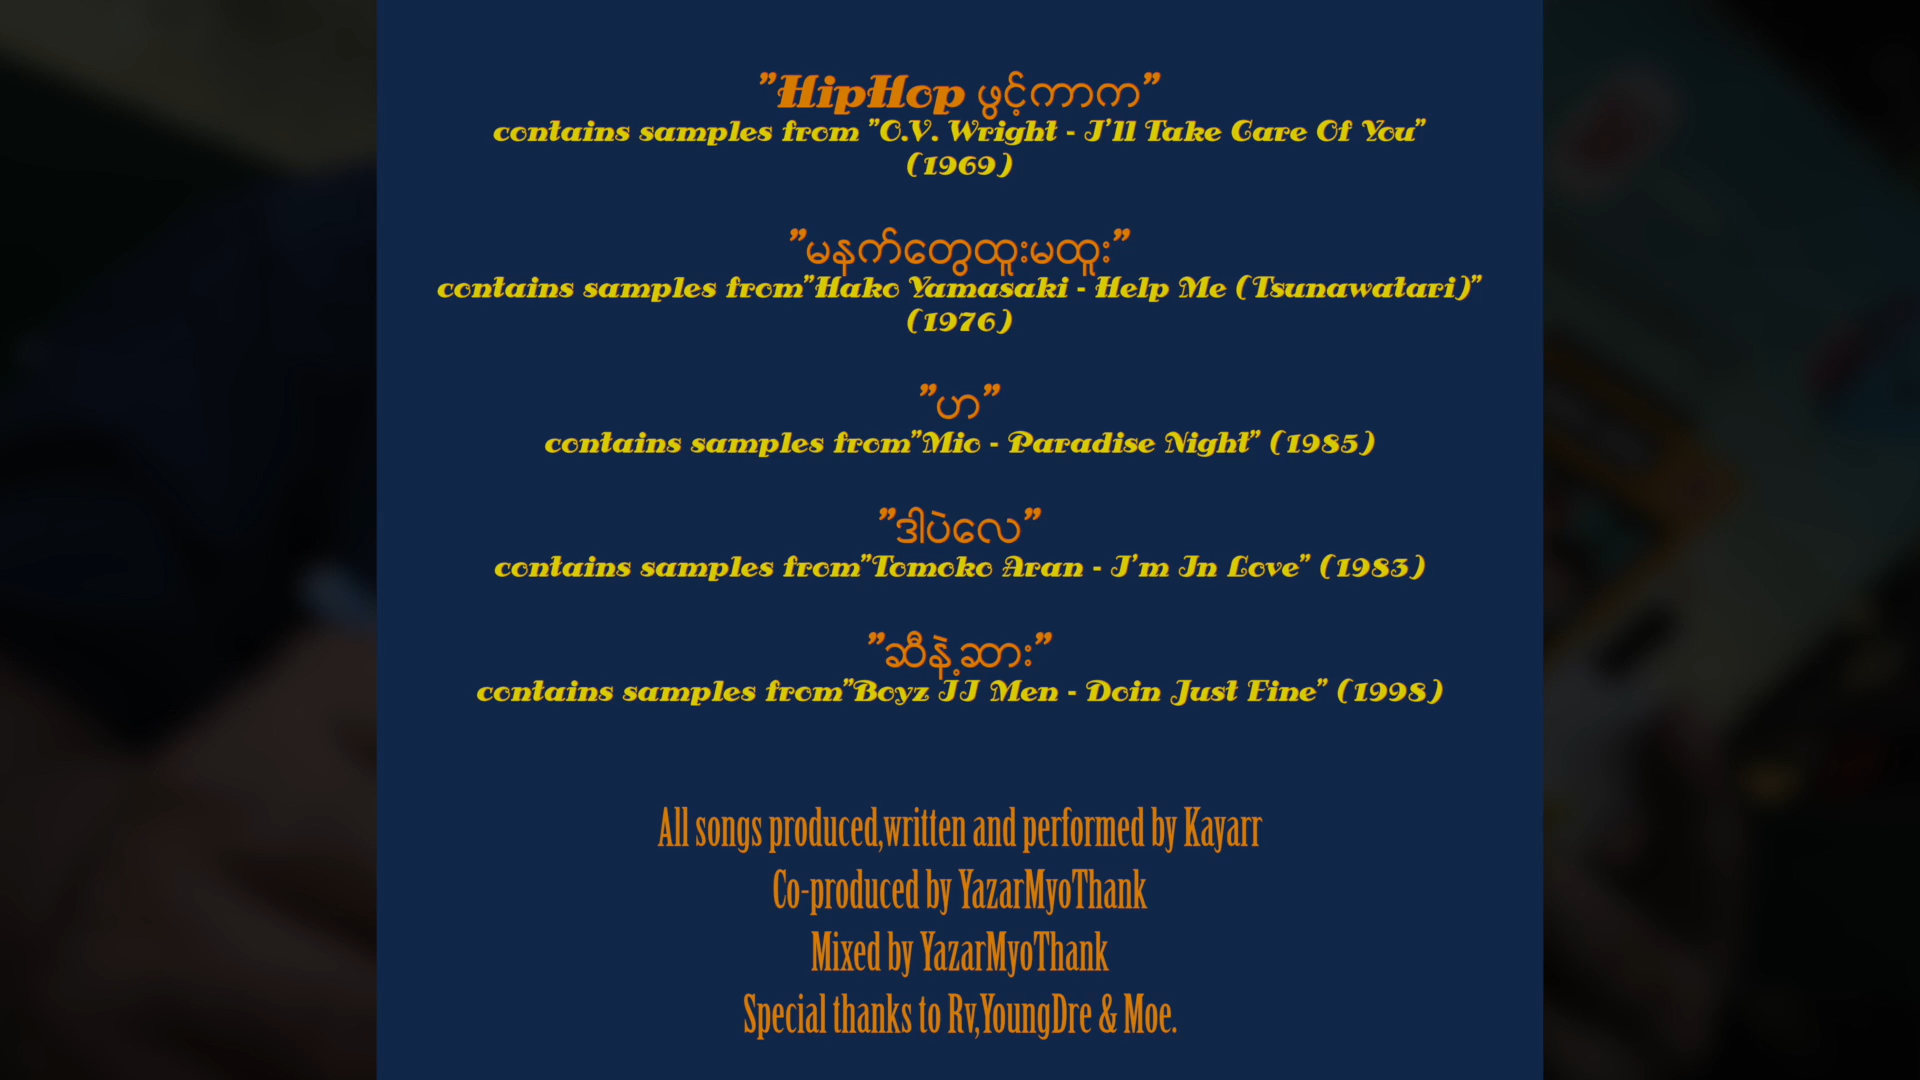 "HipHop ဖွင့်ကာက"
contains samples from "O.V. Wright - I'll Take Care Of You"
(1969)
"မနက်တွေထူးမထူး"
contains samples from"Hako Yamasaki - Help Me (Tsunawatari)"
(1976)
"ဟာ"
contains samples from"Mio - Paradise Night" (1985)
"ဒါပဲလေ"
contains samples from"Tomoko Aran - I'm In Love" (1983)
"ဆီနဲ့ဆား"
contains samples from"Boyz II Men - Doin Just Fine" (1998)
All songs produced,written and performed by Kayarr
Co-produced by YazarMyoThank
Mixed by YazarMyoThank
Special thanks to Rv,YoungDre & Moe.